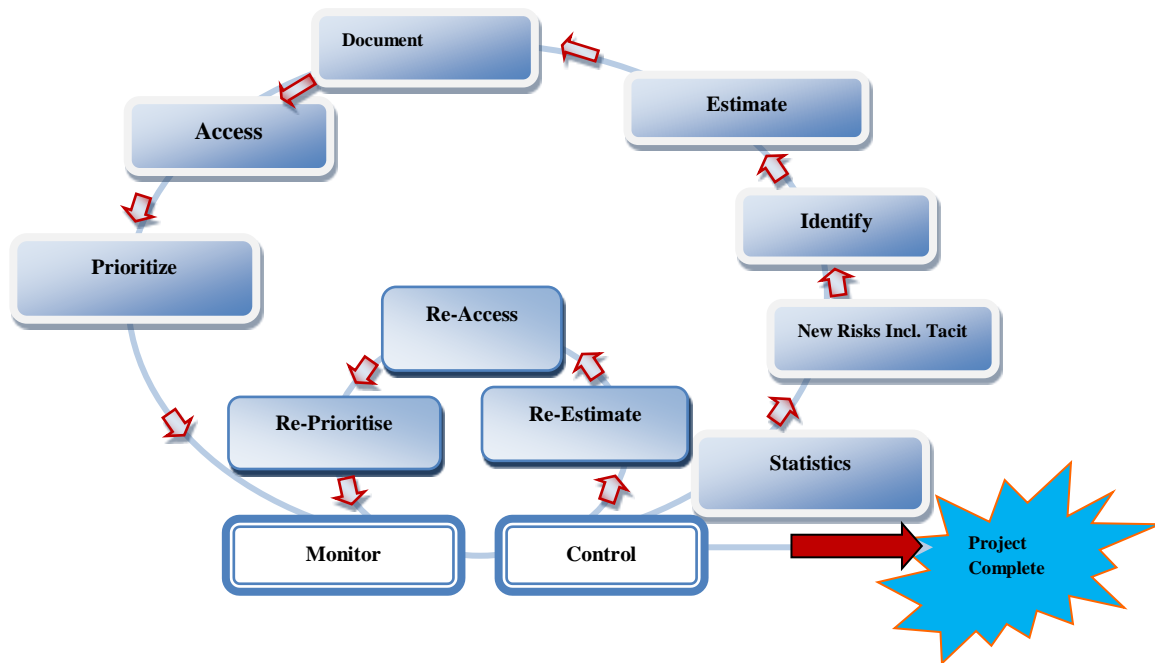 Document
Estimate
Access
Identify
Prioritize
Re-Access
New Risks Incl. Tacit
Re-Prioritise
Re-Estimate
Statistics
Monitor
Control
Project
Complete